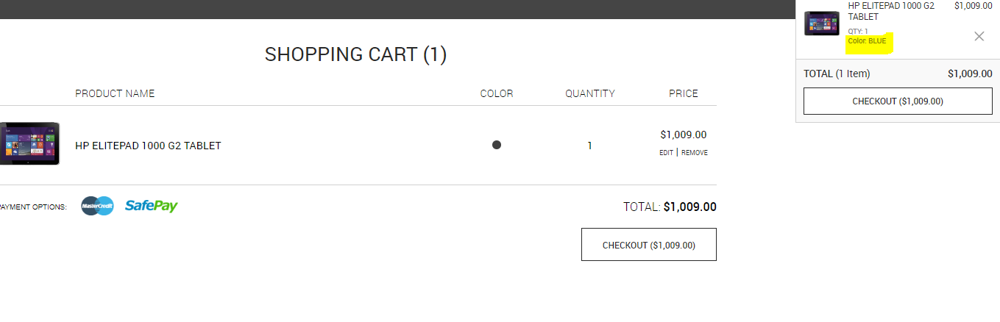 HP ELITEPAD 1000 G2 $1,009.00
TABLET
QTY: 1
Color: BLUE
TOTAL (1 Item) $1,009.00
CHECKOUT ($1,009.00)
SHOPPING CART (1)
PRODUCT NAME COLOR QUANTITY PRICE
HP ELITEPAD 1000 G2 TABLET 1 $1,009.00
EDIT | REMOVE
PAYMENT OPTIONS: MasterCredit SafePay TOTAL: $1,009.00
CHECKOUT ($1,009.00)